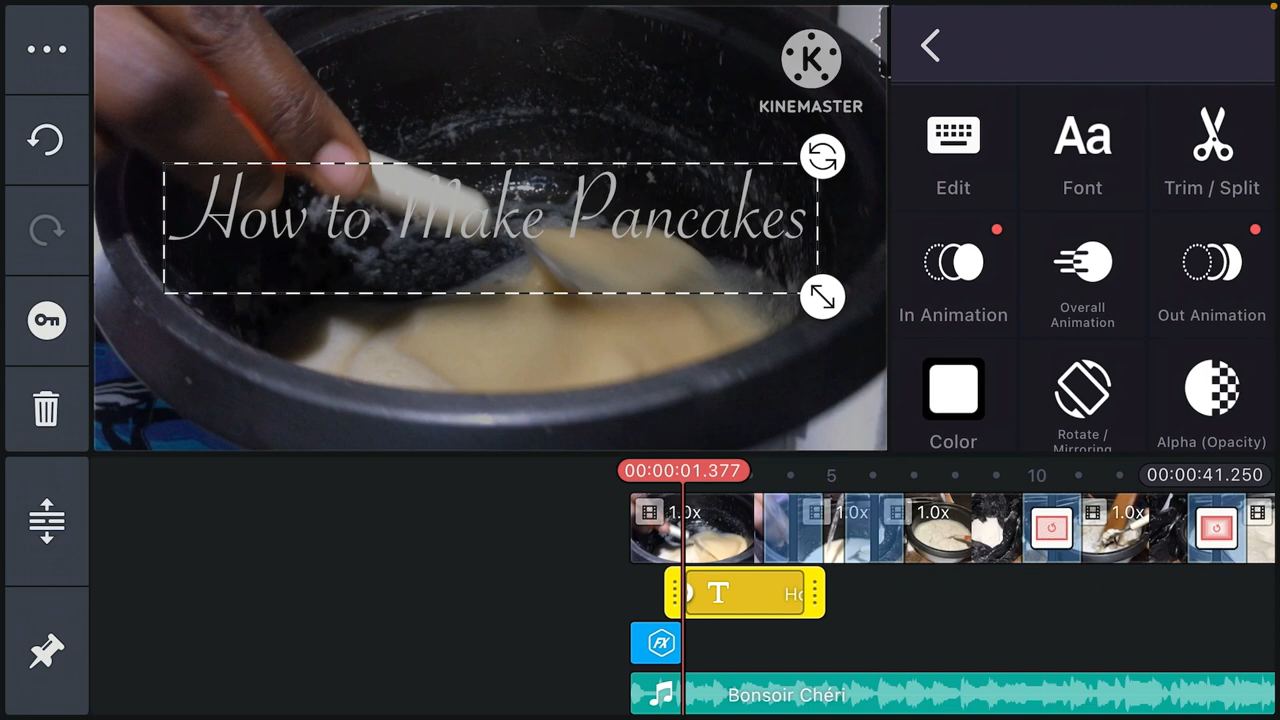 KINEMASTER
How to Make Pancakes
Edit
Font
Trim / Split
In Animation
Overall
Animation
Out Animation
Color
Rotate /
Mirroring
Alpha (Opacity)
00:00:01.377
5
10
00:00:41.250
1.0x
1.0x
1.0x
1.0x
T
Ho
FX
Bonsoir Chéri